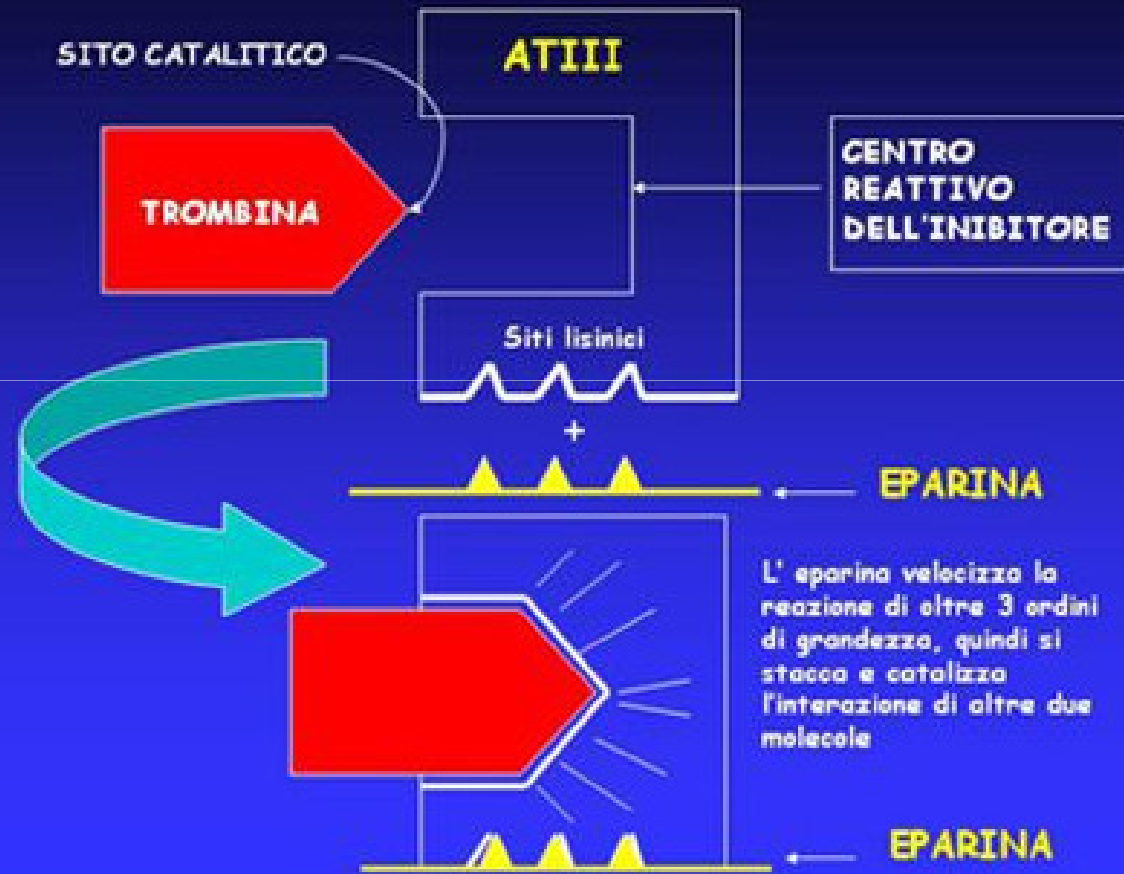 SITO CATALITICO
ATIII
TROMBINA
CENTRO
REATTIVO
DELL'INIBITORE
Siti lisinici
+
EPARINA
L' eparina velocizza la
reazione di oltre 3 ordini
di grandezza, quindi si
stacca e catalizza
l'interazione di altre due
molecole
EPARINA